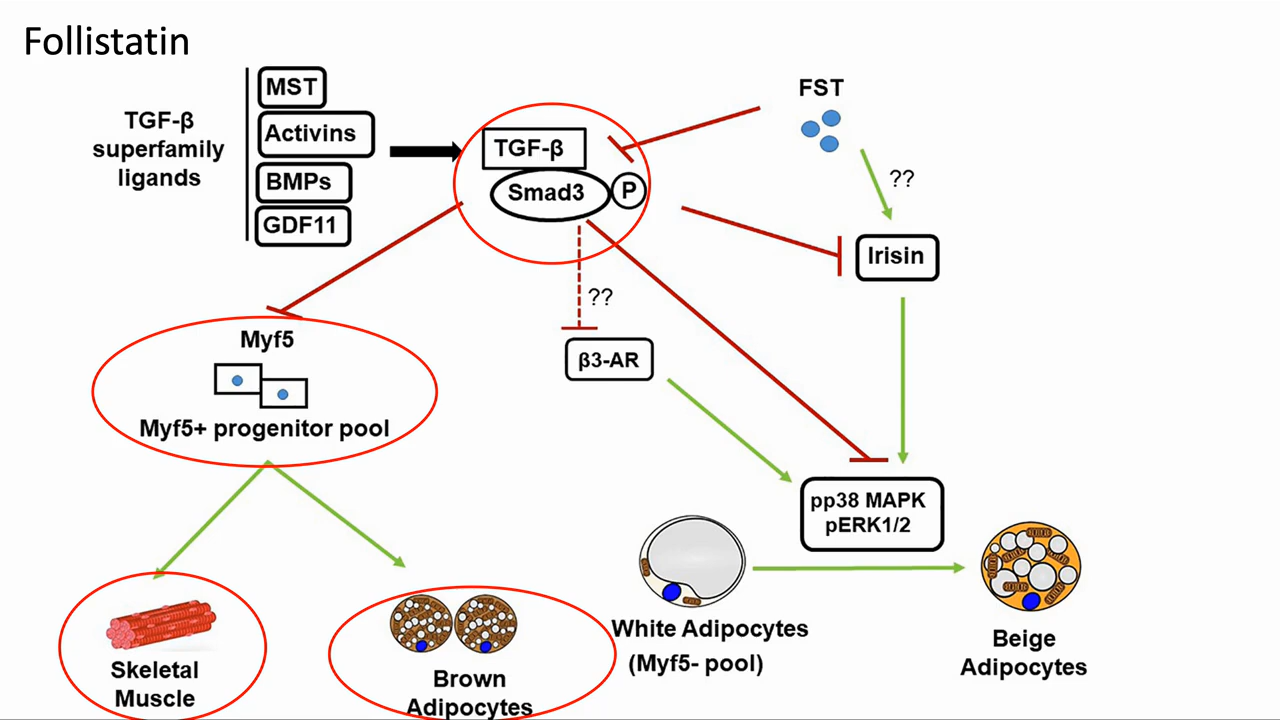 Follistatin
TGF-β
superfamily
ligands
MST
Activins
BMPs
GDF11
TGF-β
Smad3
P
FST
??
Irisin
??
β3-AR
Myf5
Myf5+ progenitor pool
pp38 MAPK
pERK1/2
Skeletal
Muscle
Brown
Adipocytes
White Adipocytes
(Myf5- pool)
Beige
Adipocytes